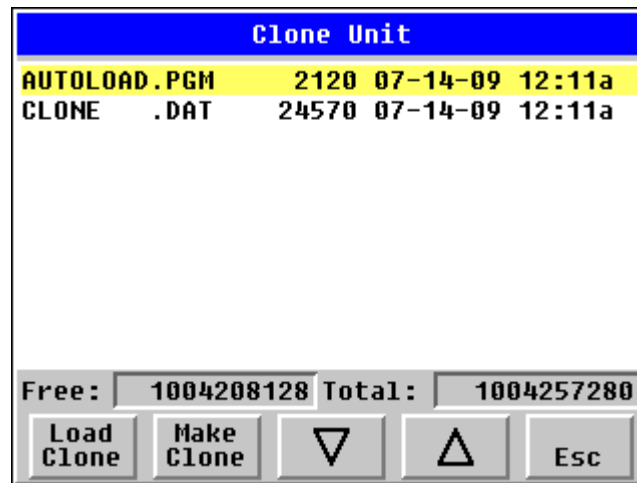 Clone Unit
AUTOLOAD.PGM 2120 07-14-09 12:11a
CLONE .DAT 24570 07-14-09 12:11a
Free: 1004208128 Total: 1004257280
Load Clone Make Clone ▽ △ Esc